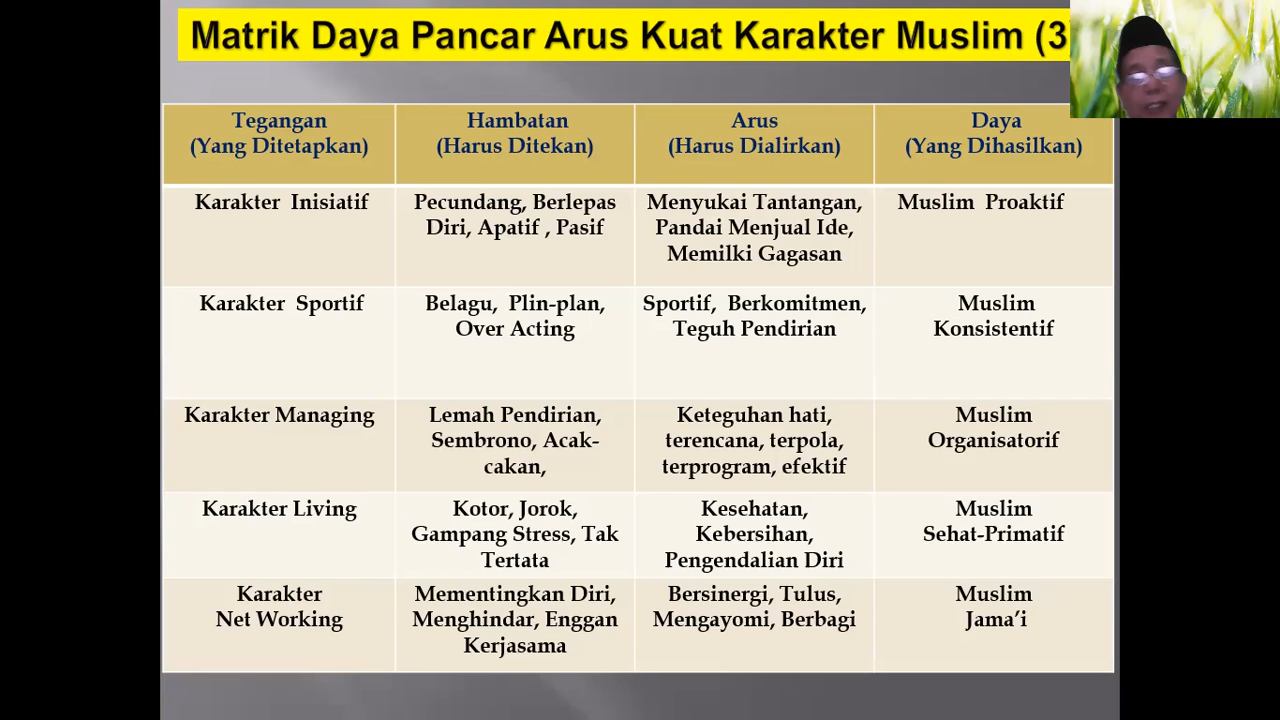 Matrik Daya Pancar Arus Kuat Karakter Muslim (3
Tegangan
(Yang Ditetapkan)
Hambatan
(Harus Ditekan)
Arus
(Harus Dialirkan)
Daya
(Yang Dihasilkan)
Karakter Inisiatif
Pecundang, Berlepas
Diri, Apatif , Pasif
Menyukai Tantangan,
Pandai Menjual Ide,
Memilki Gagasan
Muslim Proaktif
Karakter Sportif
Belagu, Plin-plan,
Over Acting
Sportif, Berkomitmen,
Teguh Pendirian
Muslim
Konsistentif
Karakter Managing
Lemah Pendirian,
Sembrono, Acak-
cakan,
Keteguhan hati,
terencana, terpola,
terprogram, efektif
Muslim
Organisatorif
Karakter Living
Kotor, Jorok,
Gampang Stress, Tak
Tertata
Kesehatan,
Kebersihan,
Pengendalian Diri
Muslim
Sehat-Primatif
Karakter
Net Working
Mementingkan Diri,
Menghindar, Enggan
Kerjasama
Bersinergi, Tulus,
Mengayomi, Berbagi
Muslim
Jama’i